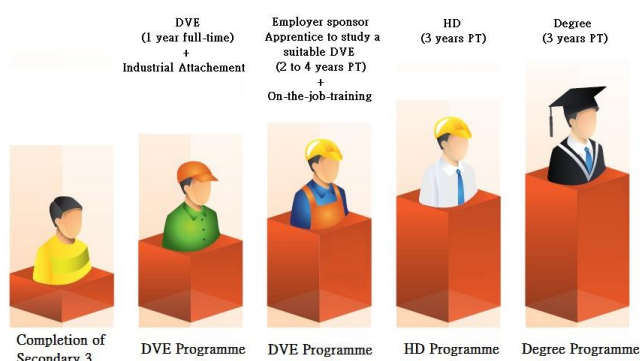 DVE
(1 year full-time)
+
Industrial Attachement
Employer sponsor
Apprentice to study a
suitable DVE
(2 to 4 years PT)
+
On-the-job-training
HD
(3 years PT)
Degree
(3 years PT)
Completion of
Secondary 3
DVE Programme
DVE Programme
HD Programme
Degree Programme